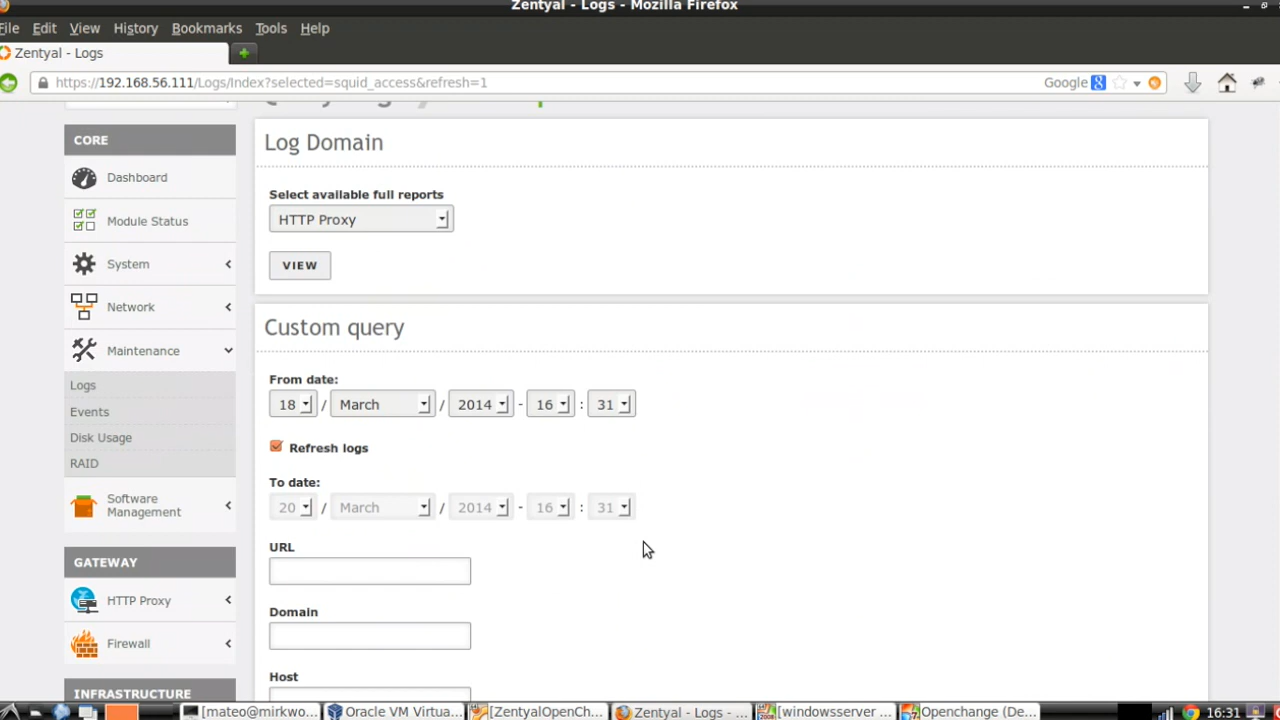 Zentyal - Logs - Mozilla Firefox
File Edit View History Bookmarks Tools Help
Zentyal - Logs
https://192.168.56.111/Logs/Index?selected=squid_access&refresh=1
Google 8
CORE
Dashboard
Module Status
System
Network
Maintenance
Logs
Events
Disk Usage
RAID
Software
Management
GATEWAY
HTTP Proxy
Firewall
INFRASTRUCTURE
Log Domain
Select available full reports
HTTP Proxy
VIEW
Custom query
From date:
18 / March / 2014 - 16 : 31
Refresh logs
To date:
20 / March / 2014 - 16 : 31
URL
Domain
Host
[mateo@mirkwo... Oracle VM Virtua... [ZentyalOpenCh... Zentyal - Logs - ... [windowsserver ... Openchange (De... 16:31